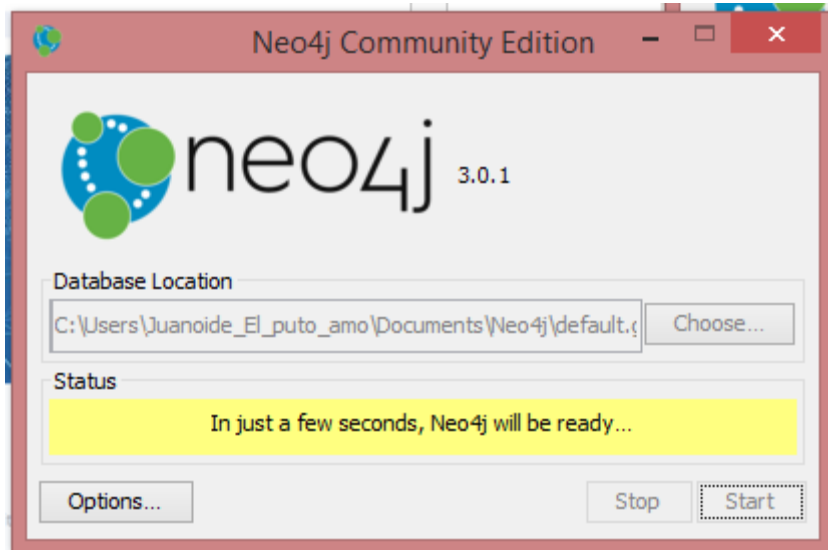 Neo4j Community Edition
neo4j 3.0.1
Database Location
C:\Users\Juanoide_El_puto_amo\Documents\Neo4j\default.g Choose...
Status
In just a few seconds, Neo4j will be ready...
Options... Stop Start